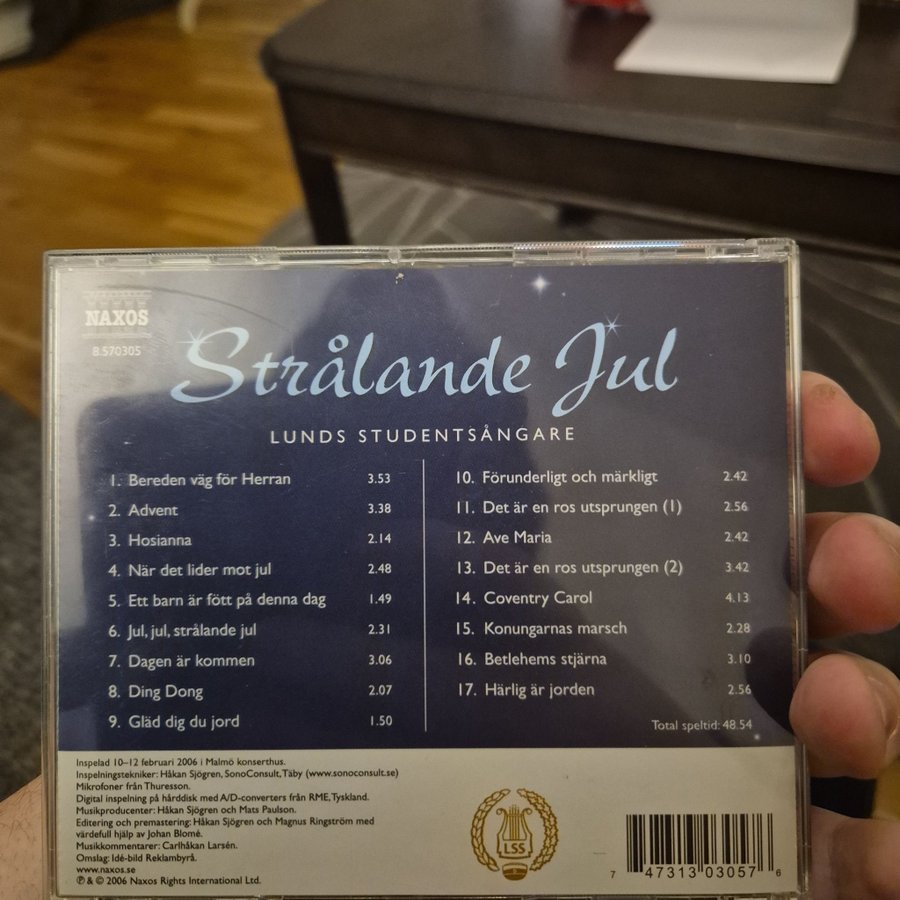 NAXOS
8.570305
Strålande Jul
LUNDS STUDENTSÅNGARE
1. Bereden väg för Herran 3.53
2. Advent 3.38
3. Hosianna 2.14
4. När det lider mot jul 2.48
5. Ett barn är fött på denna dag 1.49
6. Jul, jul, strålande jul 2.31
7. Dagen är kommen 3.06
8. Ding Dong 2.07
9. Gläd dig du jord 1.50
10. Förunderligt och märkligt 2.42
11. Det är en ros utsprungen (1) 2.56
12. Ave Maria 2.42
13. Det är en ros utsprungen (2) 3.42
14. Coventry Carol 4.13
15. Konungarnas marsch 2.28
16. Betlehems stjärna 3.10
17. Härlig är jorden 2.56
Total speltid: 48.54
Inspelad 10–12 februari 2006 i Malmö konserthus.
Inspelningstekniker: Håkan Sjögren, SonoConsult, Täby (www.sonoconsult.se)
Mikrofoner från Thuresson.
Digital inspelning på hårddisk med A/D-converters från RME, Tyskland.
Musikproducenter: Håkan Sjögren och Mats Paulson.
Editering och premastering: Håkan Sjögren och Magnus Ringström med
värdefull hjälp av Johan Blomé.
Musikkommentarer: Carlhåkan Larsén.
Omslag: Idé-bild Reklambyrå.
www.naxos.se
℗ & © 2006 Naxos Rights International Ltd.
LSS
7 47313 03057 6